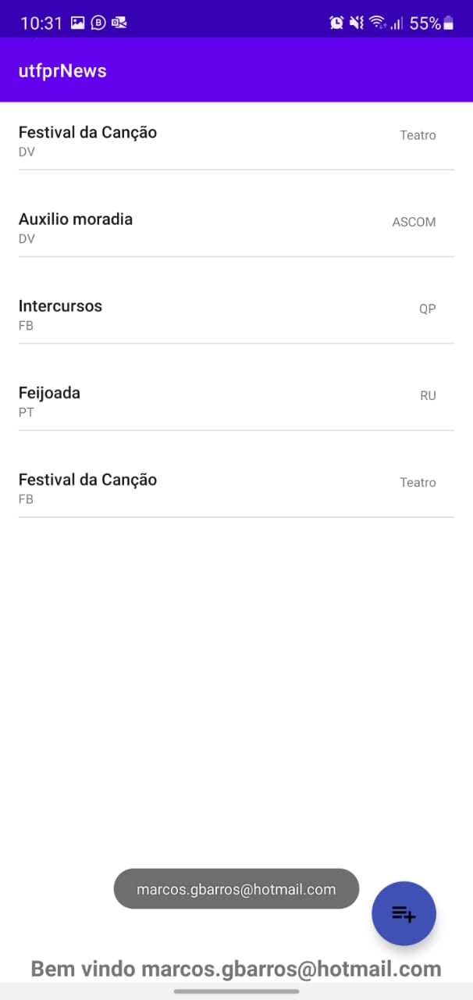 10:31 55%
utfprNews
Festival da Canção Teatro
DV
Auxilio moradia ASCOM
DV
Intercursos QP
FB
Feijoada RU
PT
Festival da Canção Teatro
FB
marcos.gbarros@hotmail.com
Bem vindo marcos.gbarros@hotmail.com